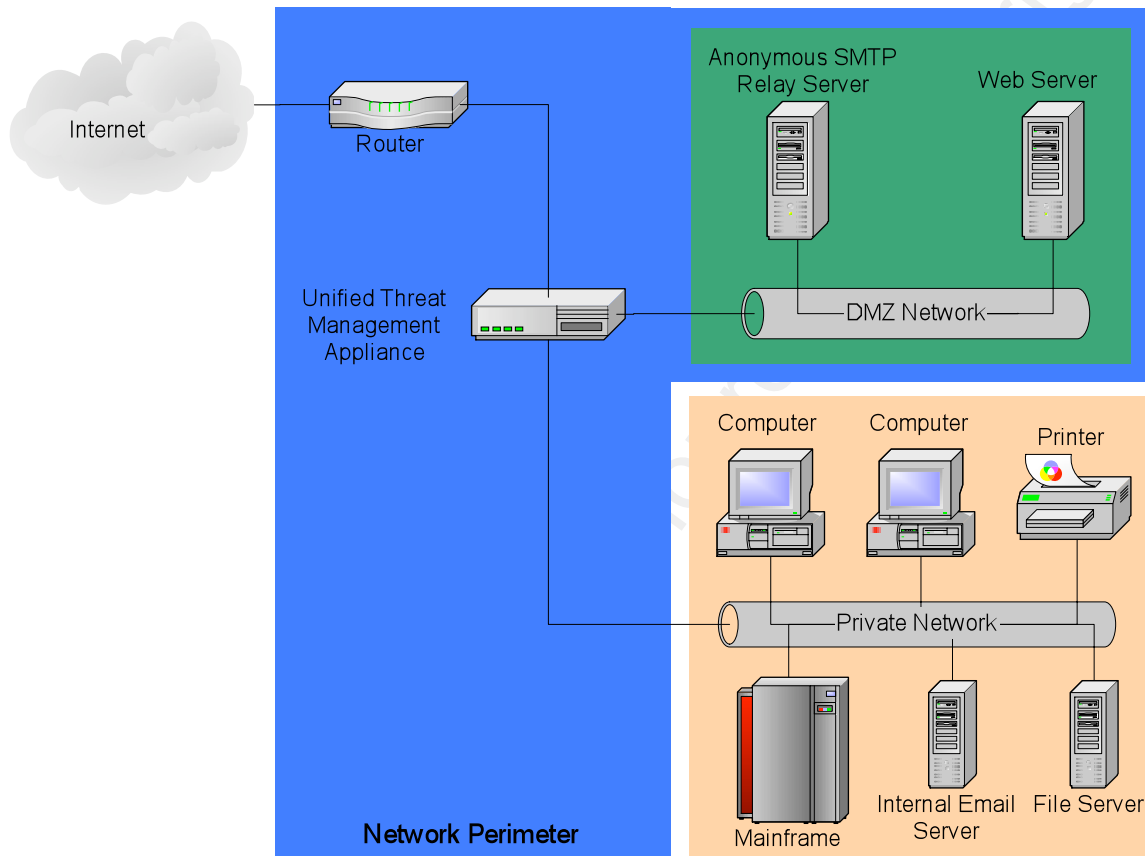 Internet
Router
Anonymous SMTP
Relay Server
Web Server
Unified Threat
Management
Appliance
DMZ Network
Computer
Computer
Printer
Private Network
Mainframe
Internal Email
Server
File Server
Network Perimeter